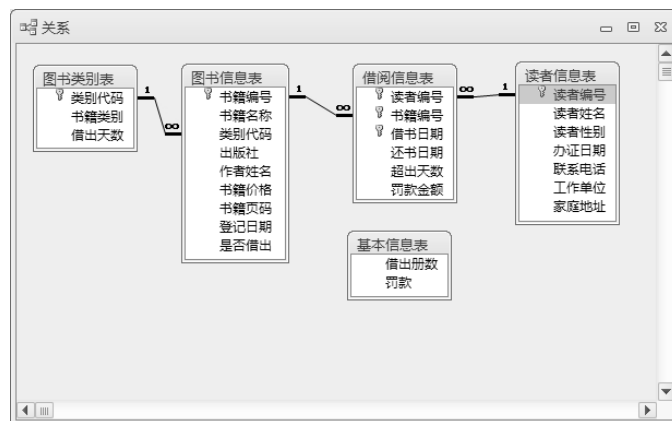 关系
图书类别表
类别代码
书籍类别
借出天数
1
∞
图书信息表
书籍编号
书籍名称
类别代码
出版社
作者姓名
书籍价格
书籍页码
登记日期
是否借出
1
∞
借阅信息表
读者编号
书籍编号
借书日期
还书日期
超出天数
罚款金额
∞
1
读者信息表
读者编号
读者姓名
读者性别
办证日期
联系电话
工作单位
家庭地址
基本信息表
借出册数
罚款